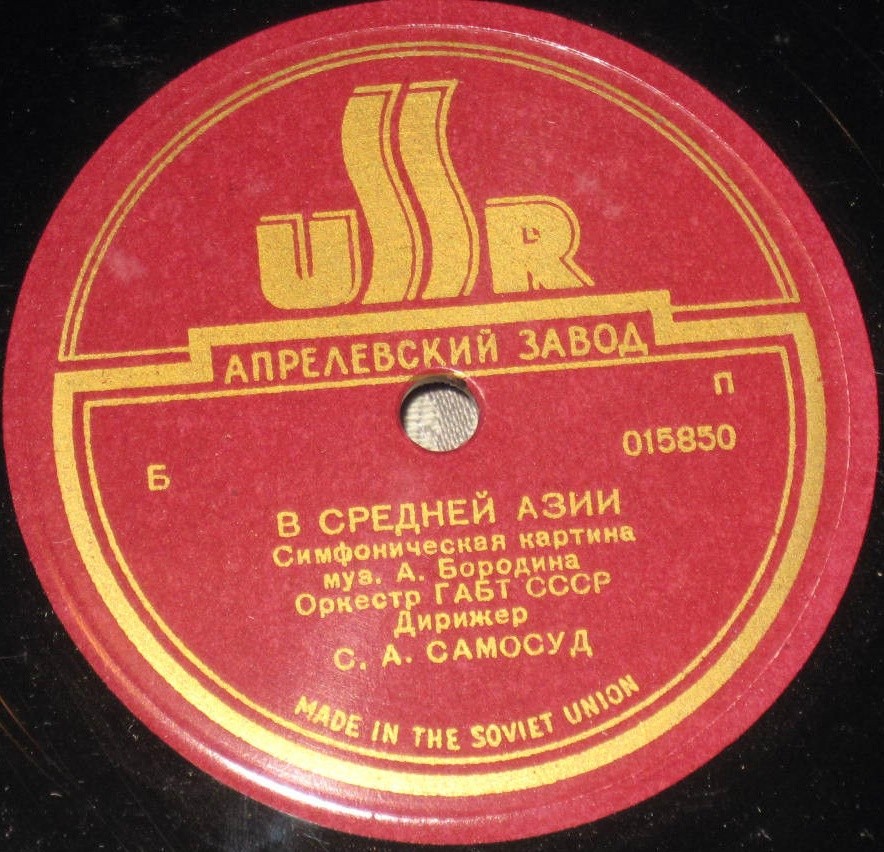 USSR
АПРЕЛЕВСКИЙ ЗАВОД
П
Б 015850
В СРЕДНЕЙ АЗИИ
Симфоническая картина
муз. А. Бородина
Оркестр ГАБТ СССР
Дирижер
С. А. САМОСУД
MADE IN THE SOVIET UNION